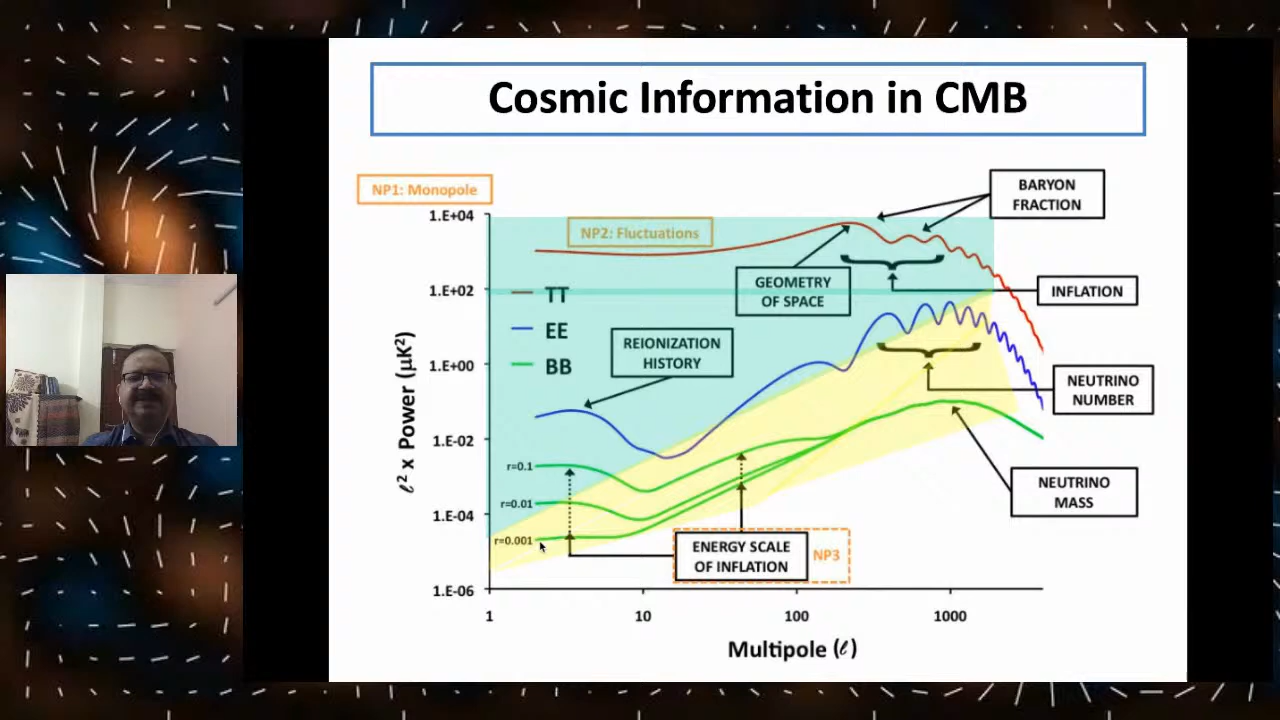 Cosmic Information in CMB
NP1: Monopole
BARYON
FRACTION
1.E+04
NP2: Fluctuations
GEOMETRY
OF SPACE
1.E+02
TT
INFLATION
EE
REIONIZATION
HISTORY
BB
1.E+00
NEUTRINO
NUMBER
ℓ² x Power (μK²)
1.E-02
r=0.1
NEUTRINO
MASS
r=0.01
1.E-04
r=0.001
ENERGY SCALE
OF INFLATION
NP3
1.E-06
1 10 100 1000
Multipole (ℓ)